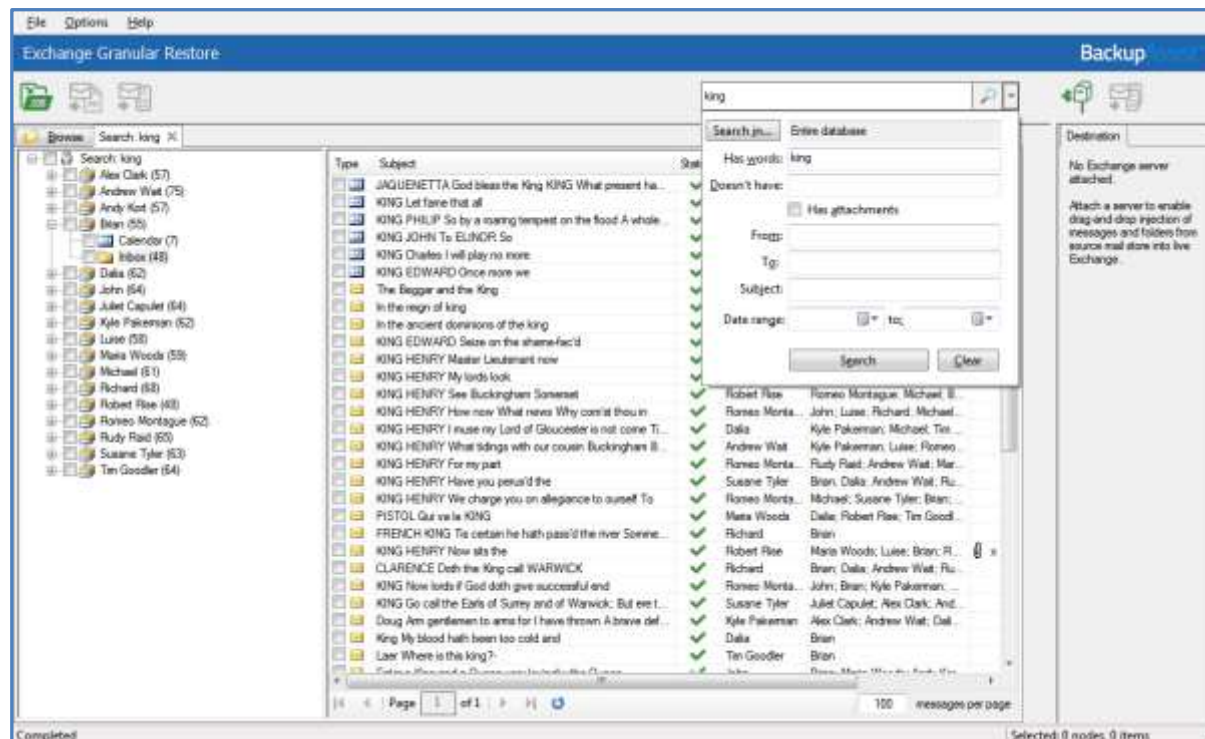 File Options Help
Exchange Granular Restore
BackupAssist
king
Browse Search: king
Search: king
Alex Clark (57)
Andrew Wait (75)
Andy Kort (57)
Brian (55)
Calendar (7)
Inbox (48)
Dalia (62)
John (64)
Juliet Capulet (64)
Kyle Pakerman (62)
Luise (58)
Maria Woods (59)
Michael (61)
Richard (68)
Robert Rise (48)
Romeo Montague (62)
Rudy Raid (65)
Susane Tyler (63)
Tim Goodler (64)
Type Subject Stat
JAQUENETTA God bless the King KING What present ha...
KING Let fame that all
KING PHILIP So by a roaring tempest on the flood A whole...
KING JOHN To ELINOR So
KING Charles I will play no more
KING EDWARD Once more we
The Beggar and the King
In the reign of king
In the ancient dominions of the king
KING EDWARD Seize on the shame-fac'd
KING HENRY Master Lieutenant now
KING HENRY My lords look
KING HENRY See Buckingham Somerset Robert Rise Romeo Montague; Michael; B...
KING HENRY How now What news Why com'st thou in Romeo Monta... John; Luise; Richard; Michael...
KING HENRY I muse my Lord of Gloucester is not come Ti... Dalia Kyle Pakerman; Michael; Tim ...
KING HENRY What tidings with our cousin Buckingham B... Andrew Wait Kyle Pakerman; Luise; Romeo...
KING HENRY For my part Romeo Monta... Rudy Raid; Andrew Wait; Mar...
KING HENRY Have you perus'd the Susane Tyler Brian; Dalia; Andrew Wait; Ru...
KING HENRY We charge you on allegiance to ourself To Romeo Monta... Michael; Susane Tyler; Brian; ...
PISTOL Qui va la KING Maria Woods Dalia; Robert Rise; Tim Goodl...
FRENCH KING Tis certain he hath pass'd the river Somme... Richard Brian
KING HENRY Now sits the Robert Rise Maria Woods; Luise; Brian; R...
CLARENCE Doth the King call WARWICK Richard Brian; Dalia; Andrew Wait; Ru...
KING Now lords if God doth give successful end Romeo Monta... John; Brian; Kyle Pakerman; ...
KING Go call the Earls of Surrey and of Warwick; But ere t... Susane Tyler Juliet Capulet; Alex Clark; And...
Doug Arm gentlemen to arms for I have thrown A brave def... Kyle Pakerman Alex Clark; Andrew Wait; Dali...
King My blood hath been too cold and Dalia Brian
Laer Where is this king?- Tim Goodler Brian
Page 1 of 1 100 messages per page
Search in... Entire database
Has words: king
Doesn't have:
Has attachments
From:
To:
Subject:
Date range: to:
Search Clear
Destination
No Exchange server
attached.
Attach a server to enable
drag-and-drop injection of
messages and folders from
source mail store into live
Exchange.
Completed Selected: 0 nodes, 0 items